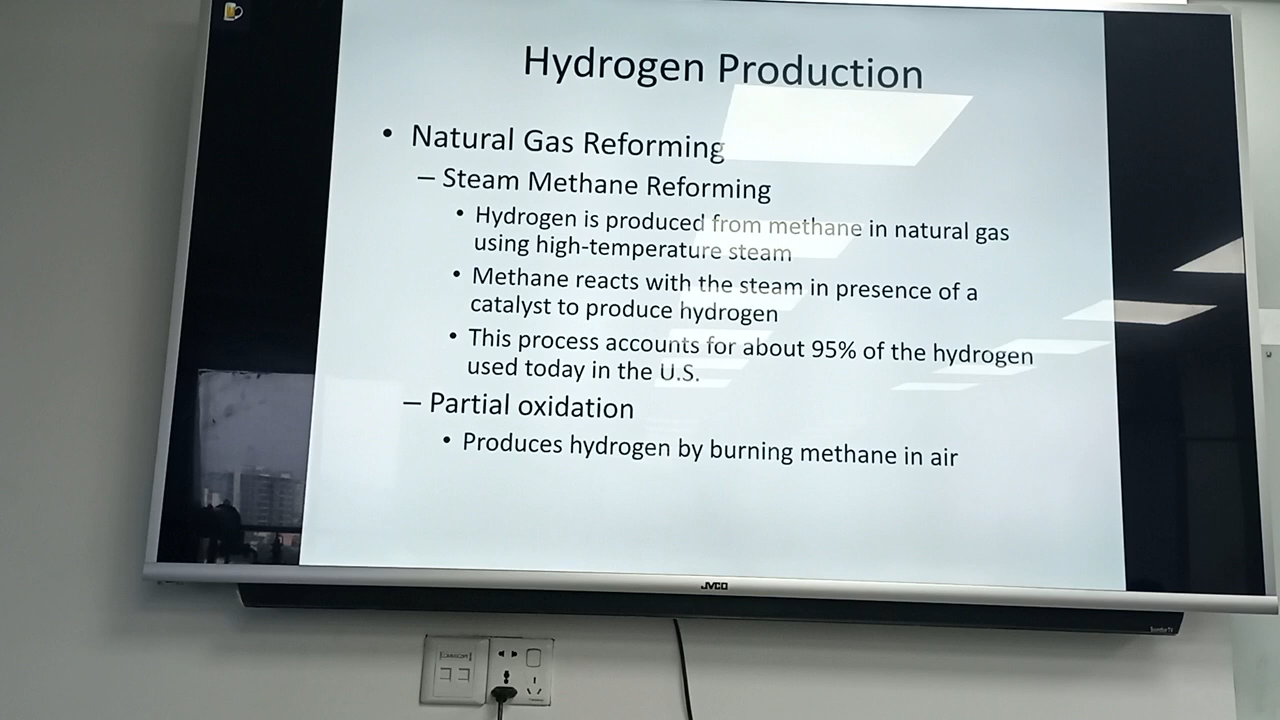 Hydrogen Production
• Natural Gas Reforming
– Steam Methane Reforming
• Hydrogen is produced from methane in natural gas
using high-temperature steam
• Methane reacts with the steam in presence of a
catalyst to produce hydrogen
• This process accounts for about 95% of the hydrogen
used today in the U.S.
– Partial oxidation
• Produces hydrogen by burning methane in air
JVCO